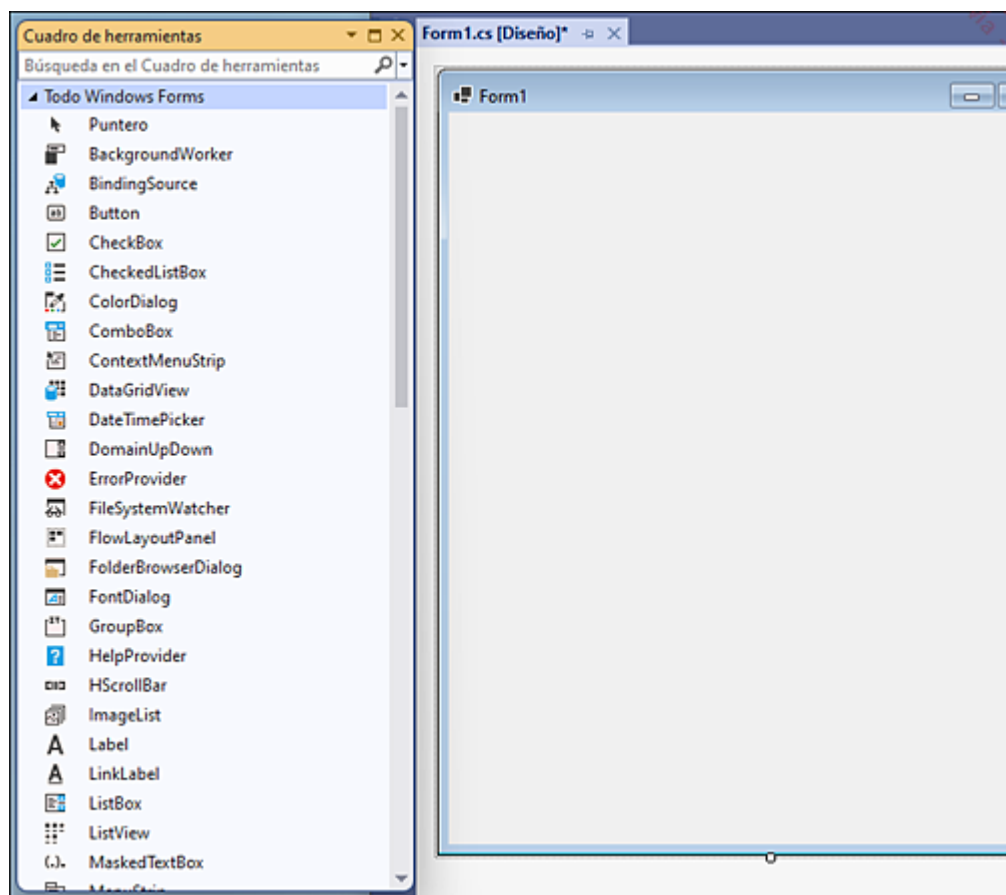 Cuadro de herramientas
Búsqueda en el Cuadro de herramientas
Todo Windows Forms
Puntero
BackgroundWorker
BindingSource
Button
CheckBox
CheckedListBox
ColorDialog
ComboBox
ContextMenuStrip
DataGridView
DateTimePicker
DomainUpDown
ErrorProvider
FileSystemWatcher
FlowLayoutPanel
FolderBrowserDialog
FontDialog
GroupBox
HelpProvider
HScrollBar
ImageList
Label
LinkLabel
ListBox
ListView
MaskedTextBox
MenuStrip
Form1.cs [Diseño]*
Form1